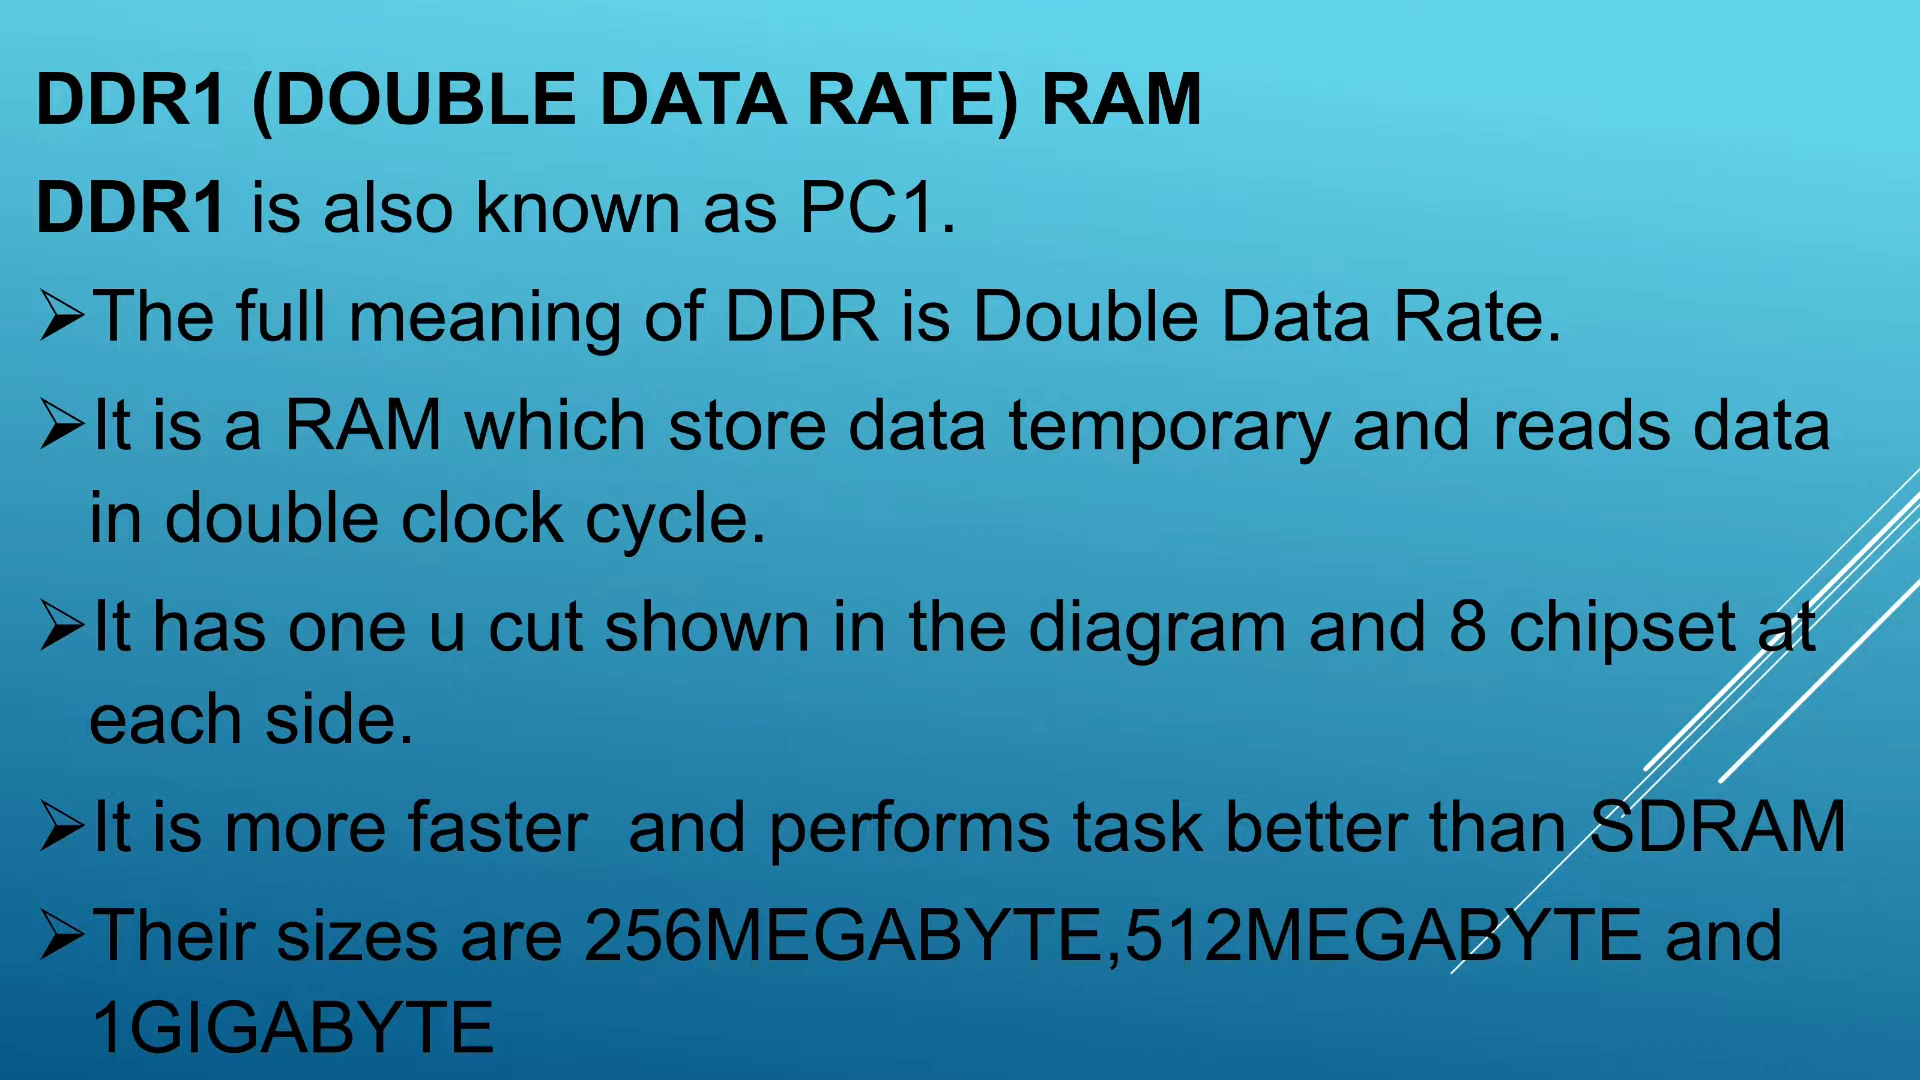 DDR1 (DOUBLE DATA RATE) RAM
DDR1 is also known as PC1.
➢The full meaning of DDR is Double Data Rate.
➢It is a RAM which store data temporary and reads data
in double clock cycle.
➢It has one u cut shown in the diagram and 8 chipset at
each side.
➢It is more faster  and performs task better than SDRAM
➢Their sizes are 256MEGABYTE,512MEGABYTE and
1GIGABYTE